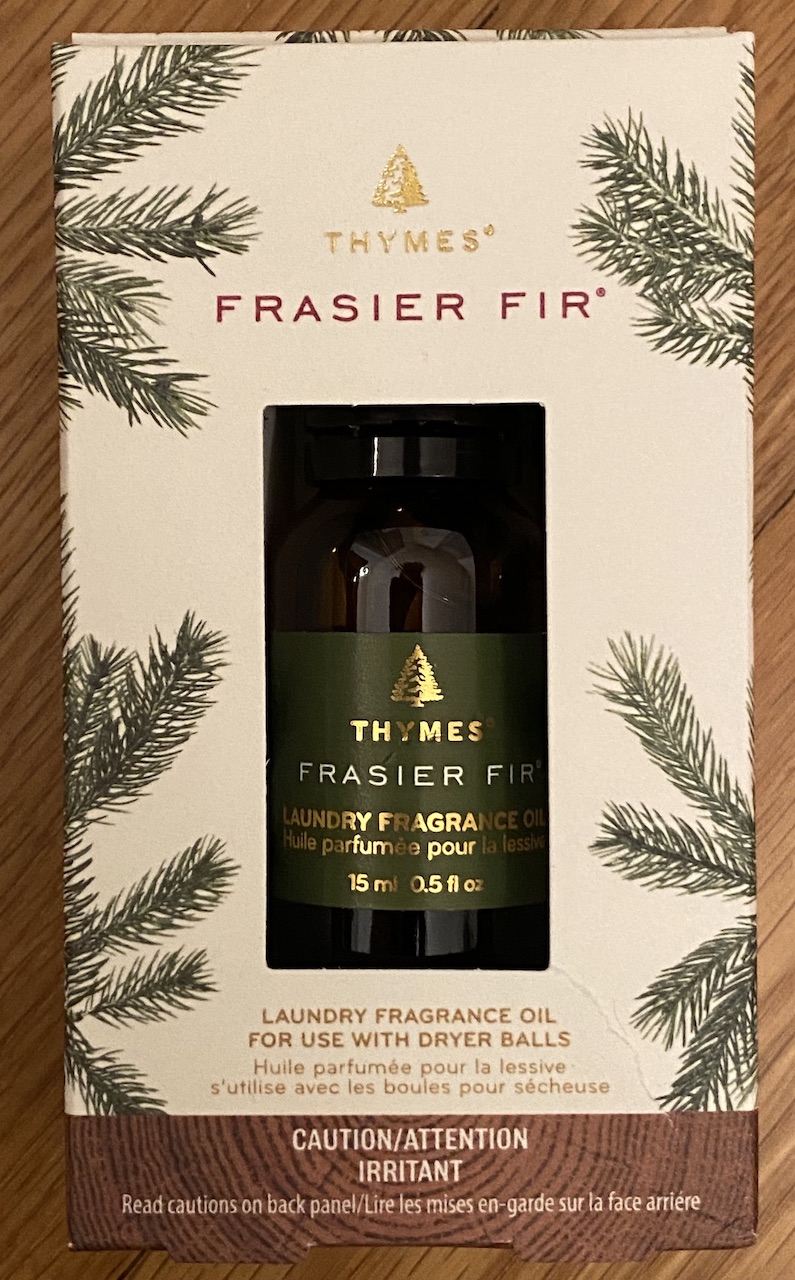 THYMES®
FRASIER FIR®
THYMES®
FRASIER FIR®
LAUNDRY FRAGRANCE OIL
Huile parfumée pour la lessive
15 ml 0.5 fl oz
LAUNDRY FRAGRANCE OIL
FOR USE WITH DRYER BALLS
Huile parfumée pour la lessive
s'utilise avec les boules pour sécheuse
CAUTION/ATTENTION
IRRITANT
Read cautions on back panel/Lire les mises en-garde sur la face arriére